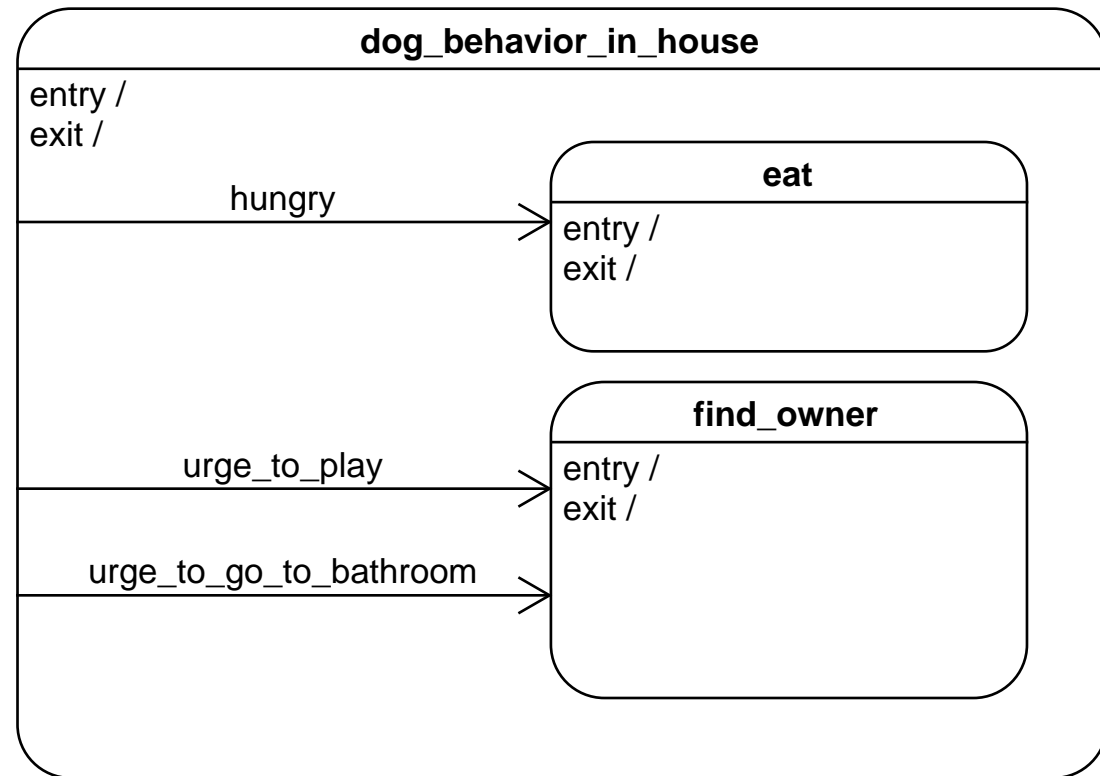 dog_behavior_in_house
entry /
exit /
hungry
eat
entry /
exit /
urge_to_play
find_owner
entry /
exit /
urge_to_go_to_bathroom